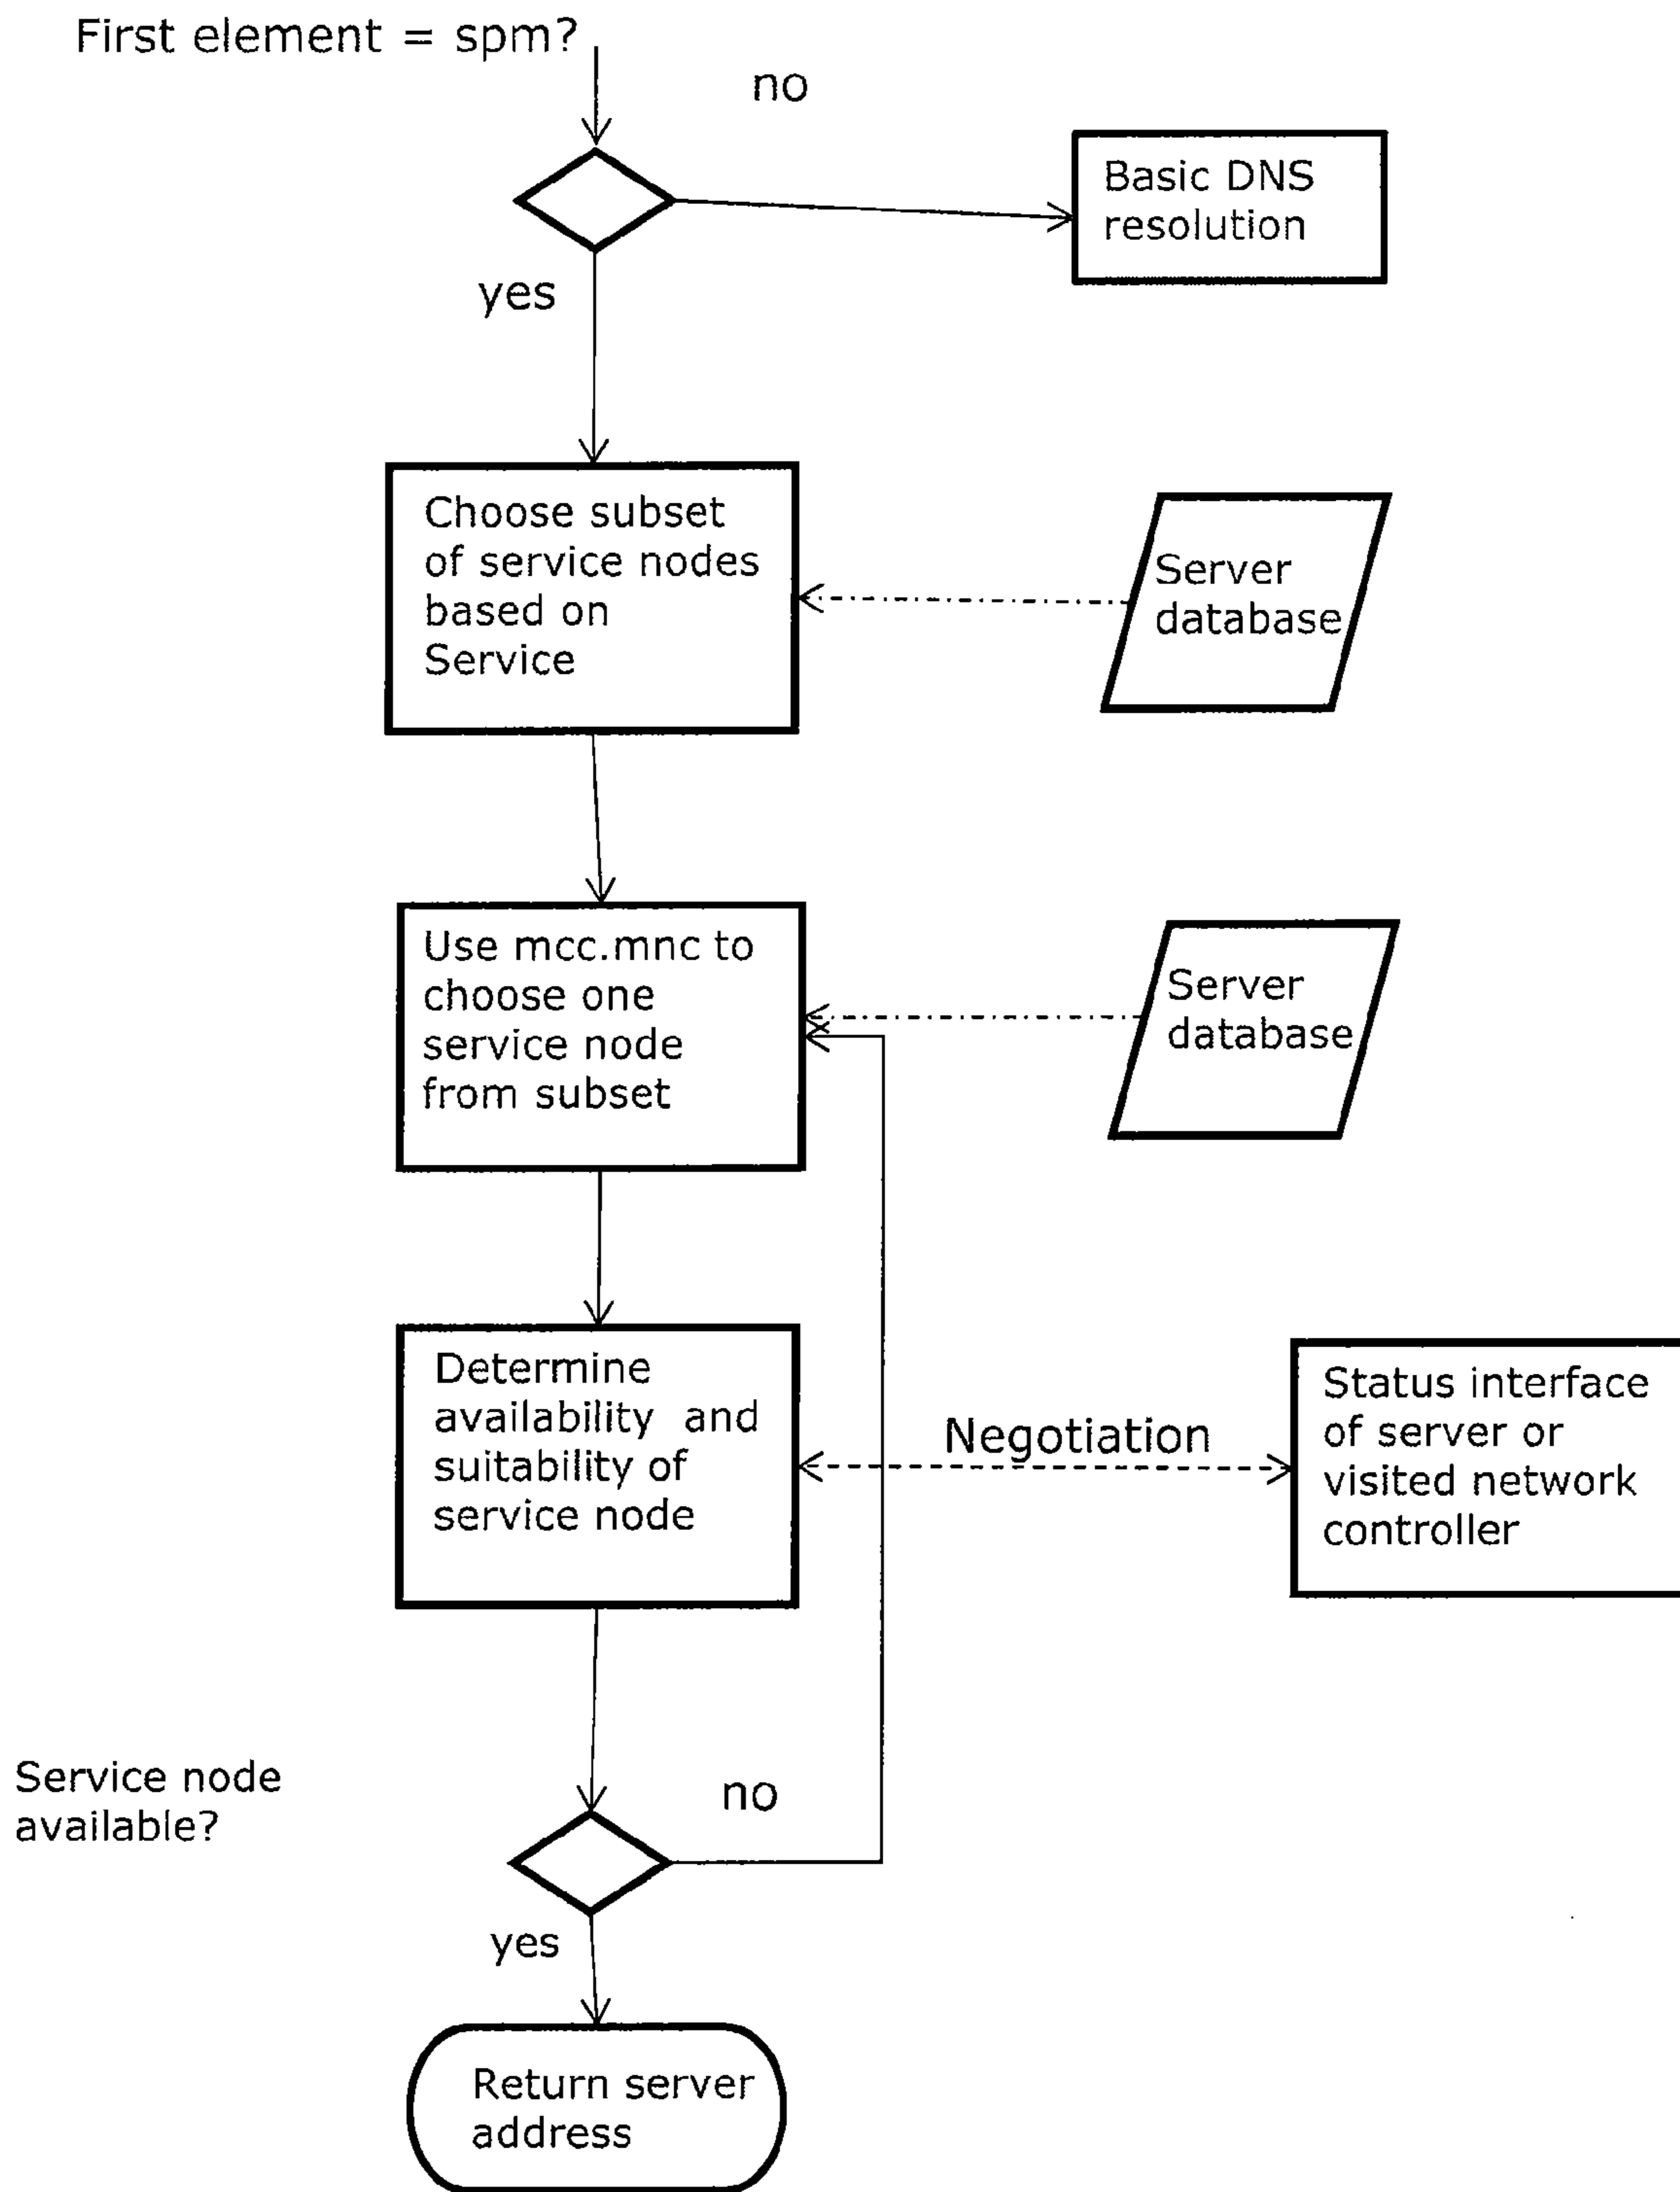 First element = spm?
no
Basic DNS
resolution
yes
Choose subset
of service nodes
based on
Service
Server
database
Use mcc.mnc to
choose one
service node
from subset
Server
database
Determine
availability and
suitability of
service node
Negotiation
Status interface
of server or
visited network
controller
Service node
available?
no
yes
Return server
address